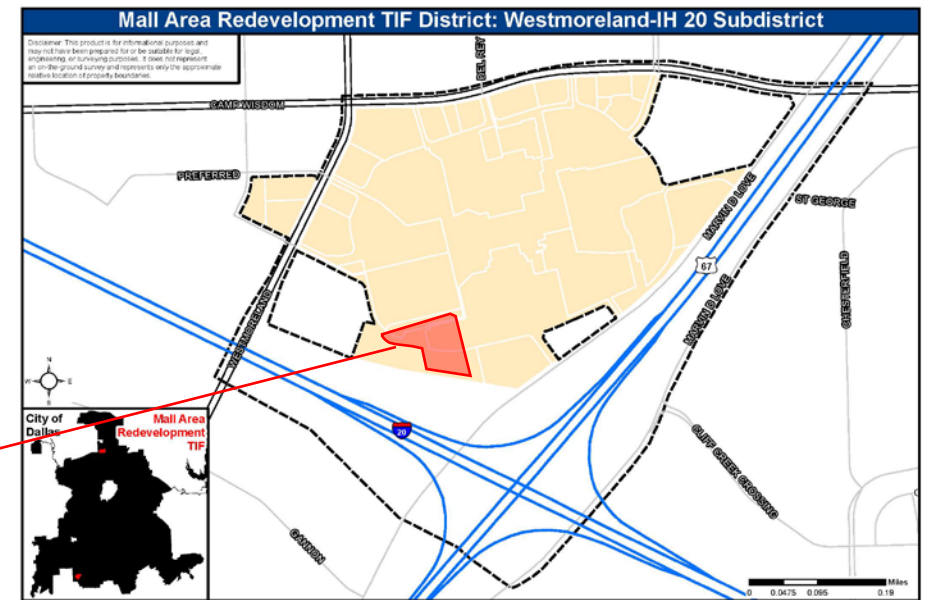 Mall Area Redevelopment TIF District: Westmoreland-IH 20 Subdistrict
Disclaimer: This product is for informational purposes and
may not have been prepared for or be suitable for legal,
engineering, or surveying purposes. It does not represent
an on-the-ground survey and represents only the approximate
relative location of property boundaries.
BEL REY
CAMP WISDOM
PREFERRED
MARVIN D LOVE
ST GEORGE
67
CHESTERFIELD
WESTMORELAND
MARVIN D LOVE
N
W
E
S
20
CLIFF CREEK CROSSING
GANNON
City of
Dallas
Mall Area
Redevelopment
TIF
Miles
0 0.0475 0.095 0.19